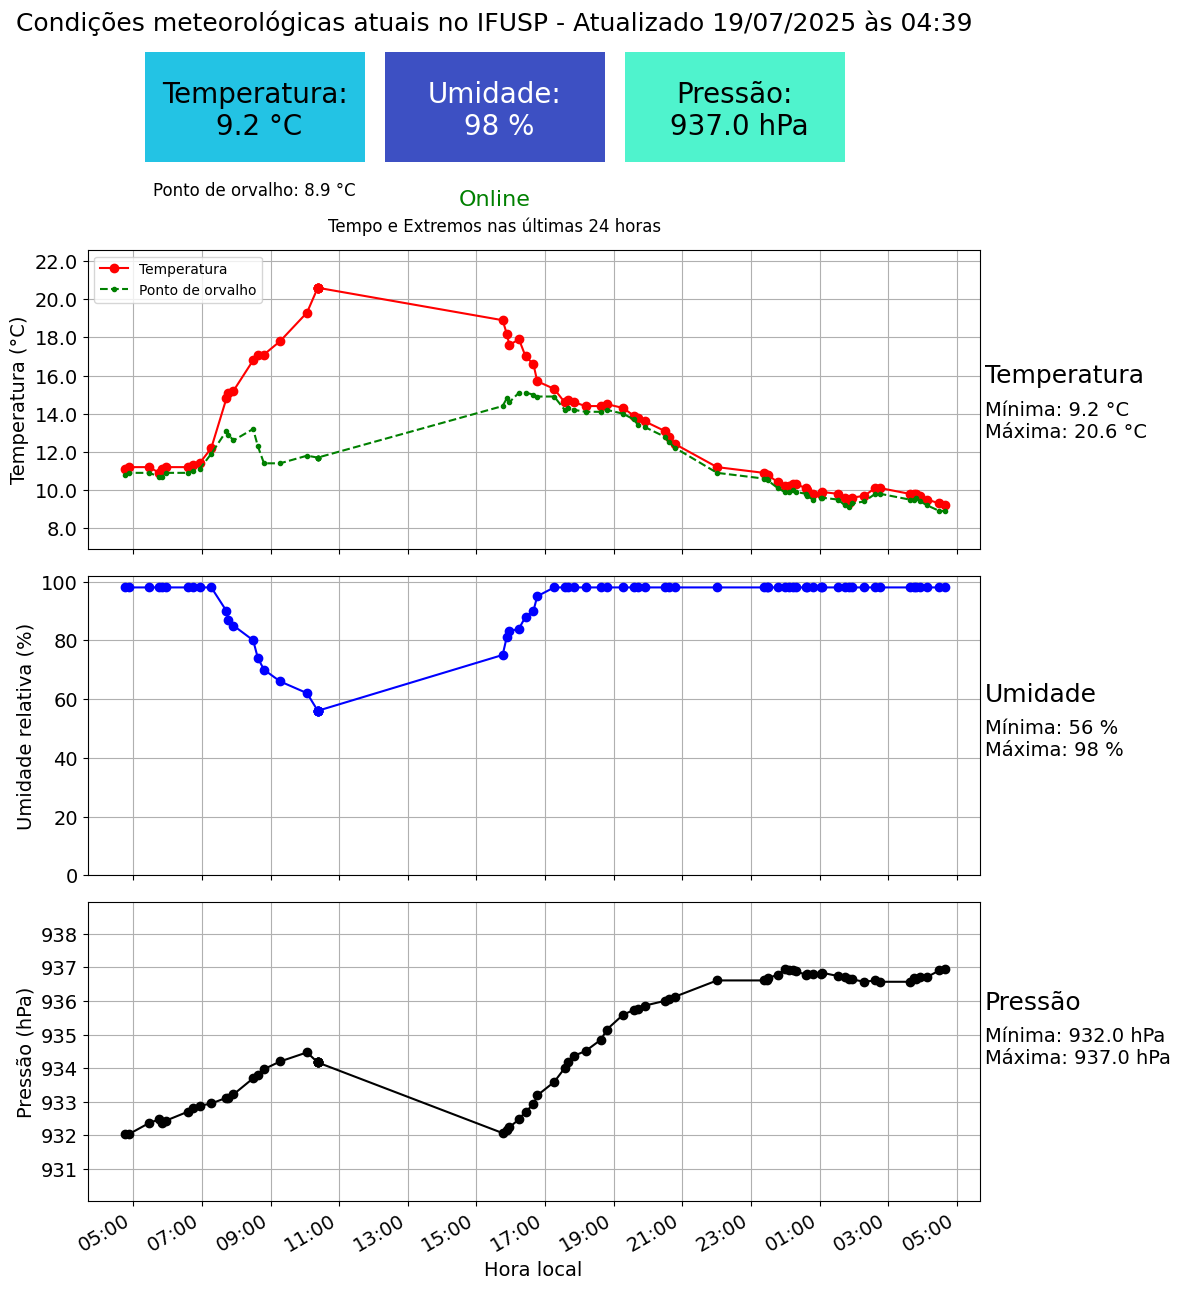 Condições meteorológicas atuais no IFUSP - Atualizado 19/07/2025 às 04:39
Temperatura:
9.2 °C
Umidade:
98 %
Pressão:
937.0 hPa
Ponto de orvalho: 8.9 °C
Online
Tempo e Extremos nas últimas 24 horas
Temperatura (°C)
22.0
20.0
18.0
16.0
14.0
12.0
10.0
8.0
Temperatura
Ponto de orvalho
Temperatura
Mínima: 9.2 °C
Máxima: 20.6 °C
Umidade relativa (%)
100
80
60
40
20
0
Umidade
Mínima: 56 %
Máxima: 98 %
Pressão (hPa)
938
937
936
935
934
933
932
931
Pressão
Mínima: 932.0 hPa
Máxima: 937.0 hPa
05:00 07:00 09:00 11:00 13:00 15:00 17:00 19:00 21:00 23:00 01:00 03:00 05:00
Hora local